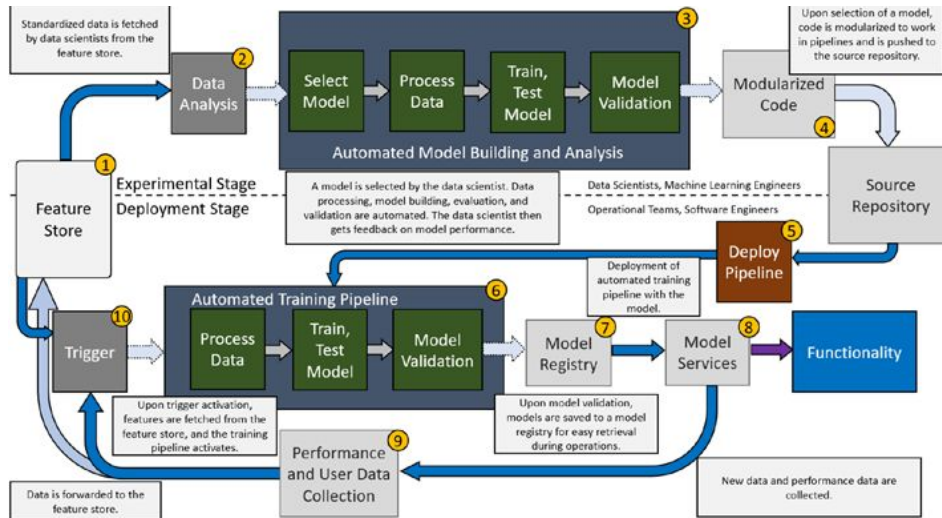 Standardized data is fetched
by data scientists from the
feature store.
2
Data
Analysis
3
Select
Model
Process
Data
Train,
Test
Model
Model
Validation
Automated Model Building and Analysis
Upon selection of a model,
code is modularized to work
in pipelines and is pushed to
the source repository.
Modularized
Code
4
1
Feature
Store
Experimental Stage
Deployment Stage
A model is selected by the data scientist. Data
processing, model building, evaluation, and
validation are automated. The data scientist then
gets feedback on model performance.
Data Scientists, Machine Learning Engineers
Operational Teams, Software Engineers
Source
Repository
5
Deploy
Pipeline
Deployment of
automated training
pipeline with the
model.
10
Trigger
Automated Training Pipeline
6
Process
Data
Train,
Test
Model
Model
Validation
7
Model
Registry
8
Model
Services
Functionality
Upon trigger activation,
features are fetched from the
feature store, and the training
pipeline activates.
Upon model validation,
models are saved to a model
registry for easy retrieval
during operations.
9
Performance
and User Data
Collection
Data is forwarded to the
feature store.
New data and performance data are
collected.